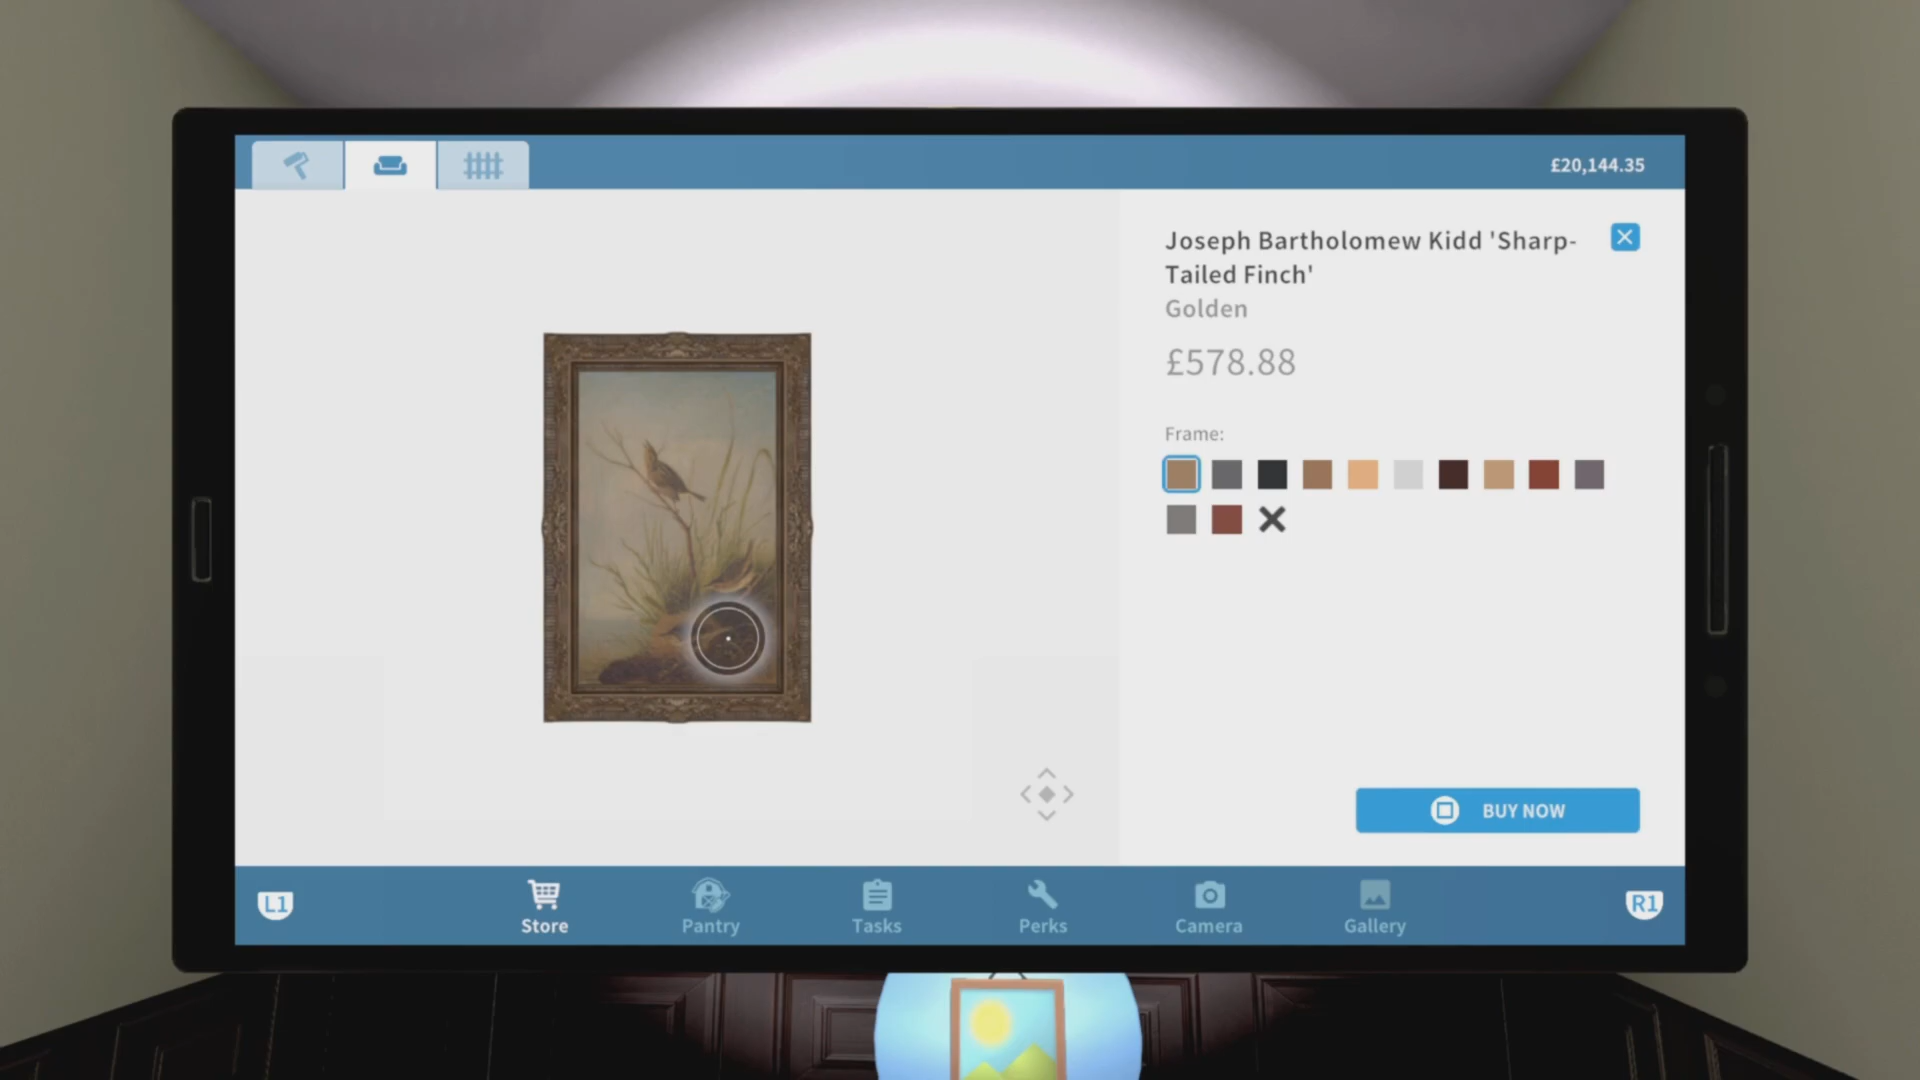 £20,144.35
Joseph Bartholomew Kidd 'Sharp-
Tailed Finch'
Golden
£578.88
Frame:
BUY NOW
L1
Store
Pantry
Tasks
Perks
Camera
Gallery
R1